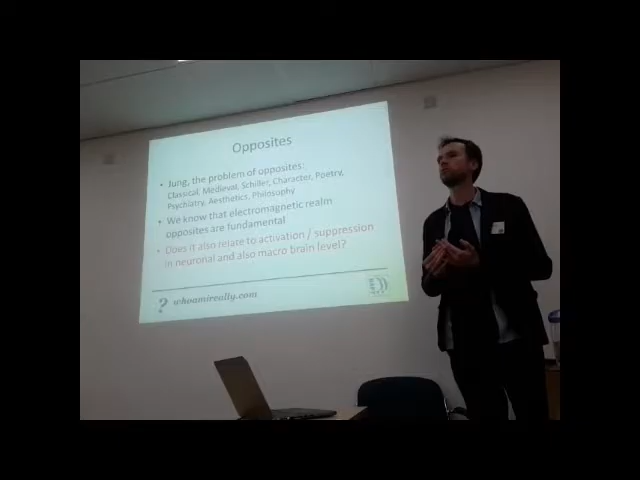 Opposites
• Jung, the problem of opposites:
Classical, Medieval, Schiller, Character, Poetry,
Psychiatry, Aesthetics, Philosophy
• We know that electromagnetic realm
opposites are fundamental
• Does it also relate to activation / suppression
in neuronal and also macro brain level?
? whoamireally.com